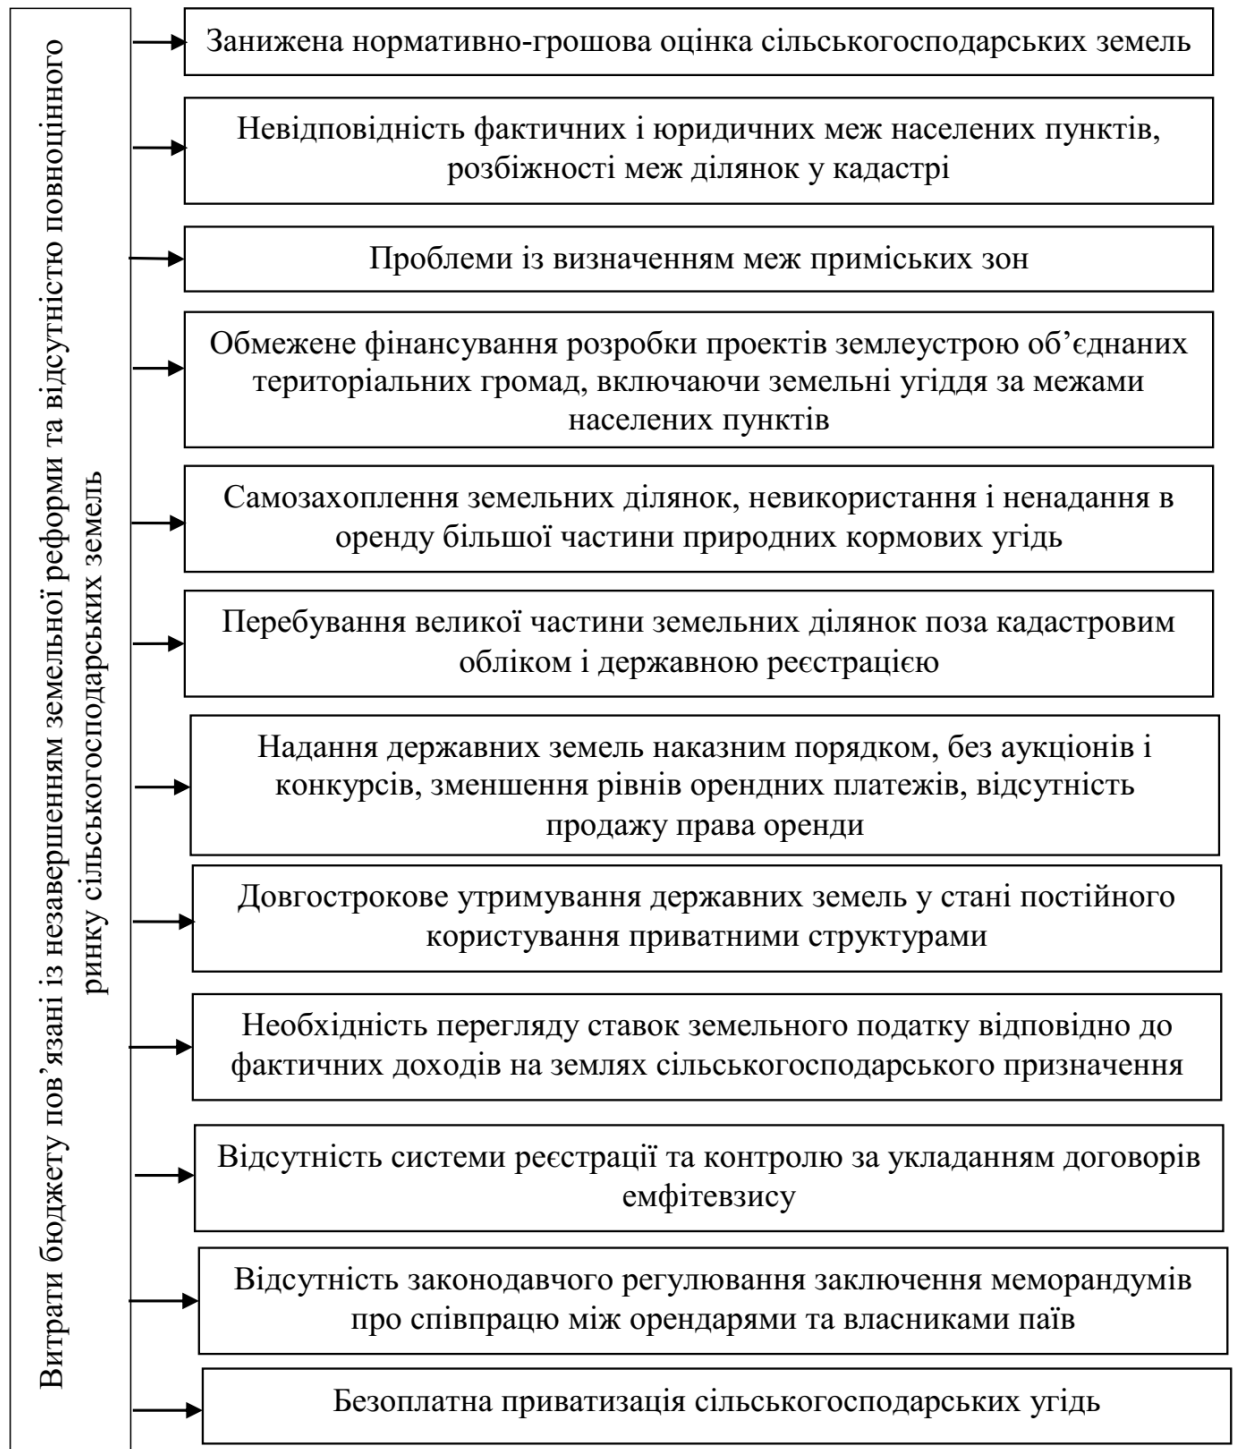 Витрати бюджету пов’язані із незавершенням земельної реформи та відсутністю повноцінного
ринку сільськогосподарських земель
Занижена нормативно-грошова оцінка сільськогосподарських земель
Невідповідність фактичних і юридичних меж населених пунктів,
розбіжності меж ділянок у кадастрі
Проблеми із визначенням меж приміських зон
Обмежене фінансування розробки проектів землеустрою об’єднаних
територіальних громад, включаючи земельні угіддя за межами
населених пунктів
Самозахоплення земельних ділянок, невикористання і ненадання в
оренду більшої частини природних кормових угідь
Перебування великої частини земельних ділянок поза кадастровим
обліком і державною реєстрацією
Надання державних земель наказним порядком, без аукціонів і
конкурсів, зменшення рівнів орендних платежів, відсутність
продажу права оренди
Довгострокове утримування державних земель у стані постійного
користування приватними структурами
Необхідність перегляду ставок земельного податку відповідно до
фактичних доходів на землях сільськогосподарського призначення
Відсутність системи реєстрації та контролю за укладанням договорів
емфітевзису
Відсутність законодавчого регулювання заключення меморандумів
про співпрацю між орендарями та власниками паїв
Безоплатна приватизація сільськогосподарських угідь